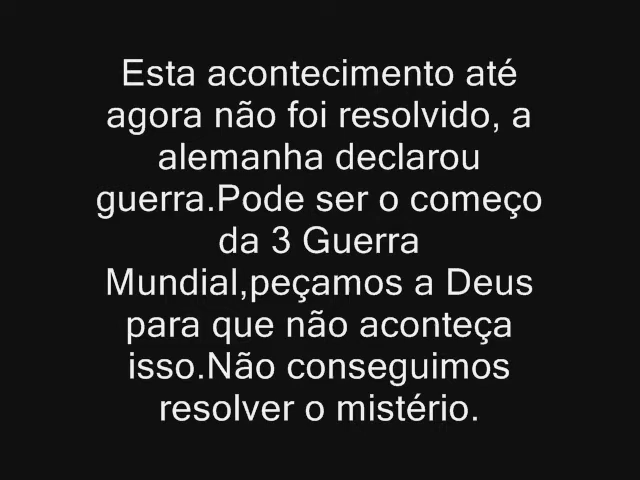 Esta acontecimento até
agora não foi resolvido, a
alemanha declarou
guerra.Pode ser o começo
da 3 Guerra
Mundial,peçamos a Deus
para que não aconteça
isso.Não conseguimos
resolver o mistério.